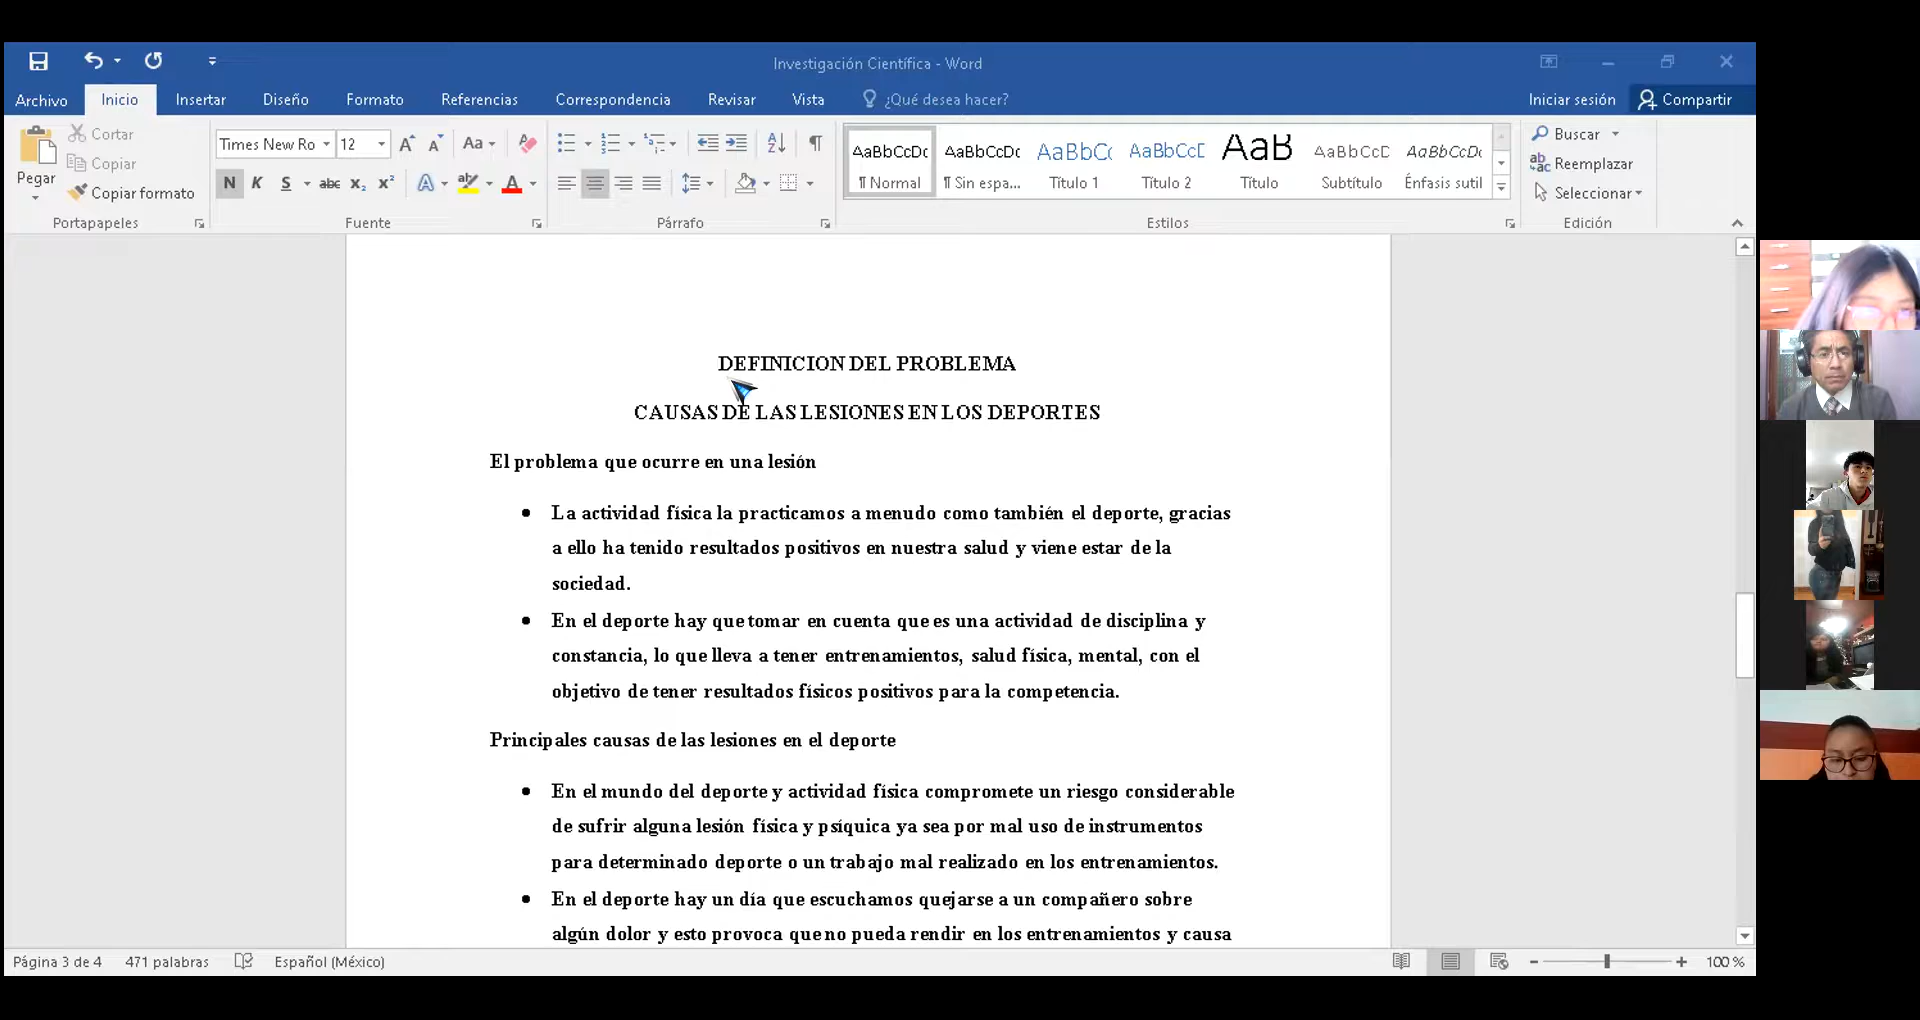 Investigación Científica - Word
Archivo Inicio Insertar Diseño Formato Referencias Correspondencia Revisar Vista ¿Qué desea hacer? Iniciar sesión Compartir
Pegar
Cortar
Copiar
Copiar formato
Portapapeles
Times New Ro 12 Aa
N K S abc x₂ x² A ab A
Fuente
Párrafo
AaBbCcDc AaBbCcDc AaBbCc AaBbCcE AaB AaBbCcD AaBbCcDc
¶ Normal ¶ Sin espa... Título 1 Título 2 Título Subtítulo Énfasis sutil
Estilos
Buscar
Reemplazar
Seleccionar
Edición
DEFINICION DEL PROBLEMA
CAUSAS DE LAS LESIONES EN LOS DEPORTES
El problema que ocurre en una lesión
• La actividad física la practicamos a menudo como también el deporte, gracias
a ello ha tenido resultados positivos en nuestra salud y viene estar de la
sociedad.
• En el deporte hay que tomar en cuenta que es una actividad de disciplina y
constancia, lo que lleva a tener entrenamientos, salud física, mental, con el
objetivo de tener resultados físicos positivos para la competencia.
Principales causas de las lesiones en el deporte
• En el mundo del deporte y actividad física compromete un riesgo considerable
de sufrir alguna lesión física y psíquica ya sea por mal uso de instrumentos
para determinado deporte o un trabajo mal realizado en los entrenamientos.
• En el deporte hay un día que escuchamos quejarse a un compañero sobre
algún dolor y esto provoca que no pueda rendir en los entrenamientos y causa
Página 3 de 4 471 palabras Español (México) 100 %